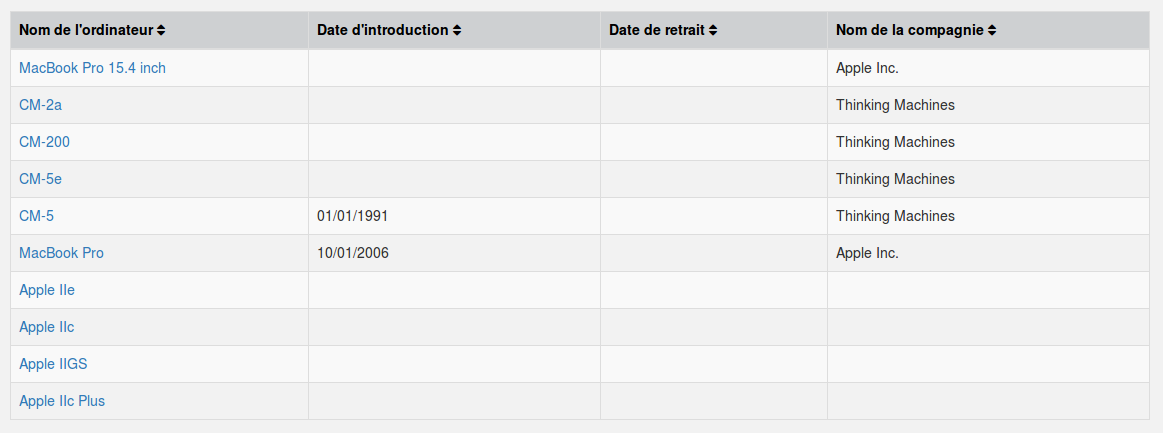 Nom de l'ordinateur Date d'introduction Date de retrait Nom de la compagnie
MacBook Pro 15.4 inch Apple Inc.
CM-2a Thinking Machines
CM-200 Thinking Machines
CM-5e Thinking Machines
CM-5 01/01/1991 Thinking Machines
MacBook Pro 10/01/2006 Apple Inc.
Apple IIe
Apple IIc
Apple IIGS
Apple IIc Plus